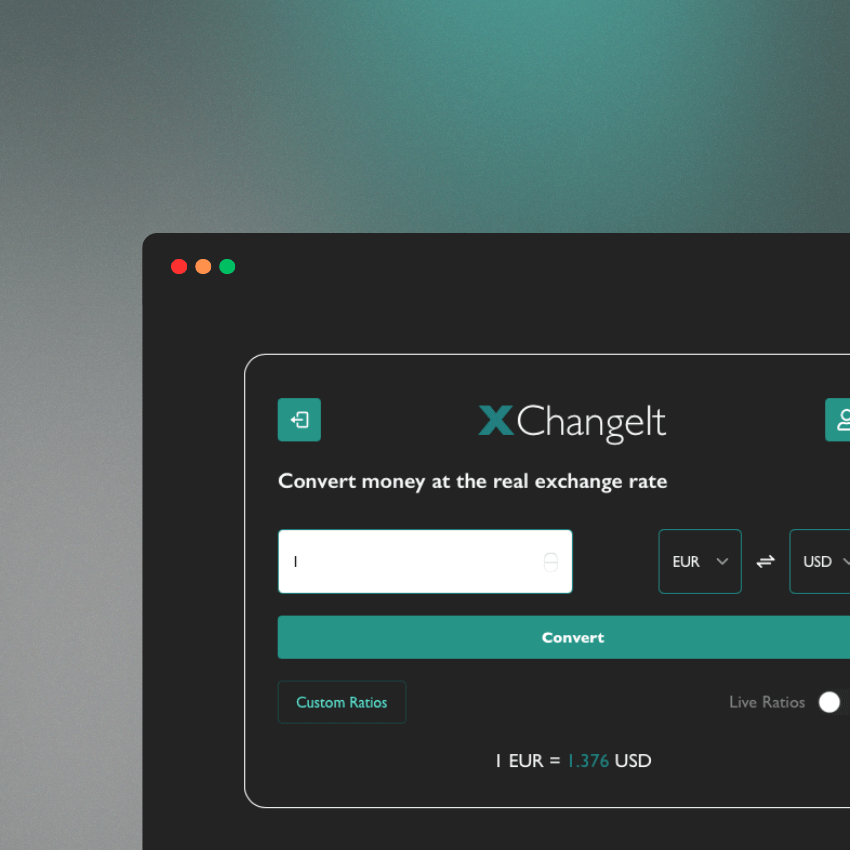 XChangeIt
Convert money at the real exchange rate
1
EUR
USD
Convert
Custom Ratios
Live Ratios
1 EUR = 1.376 USD